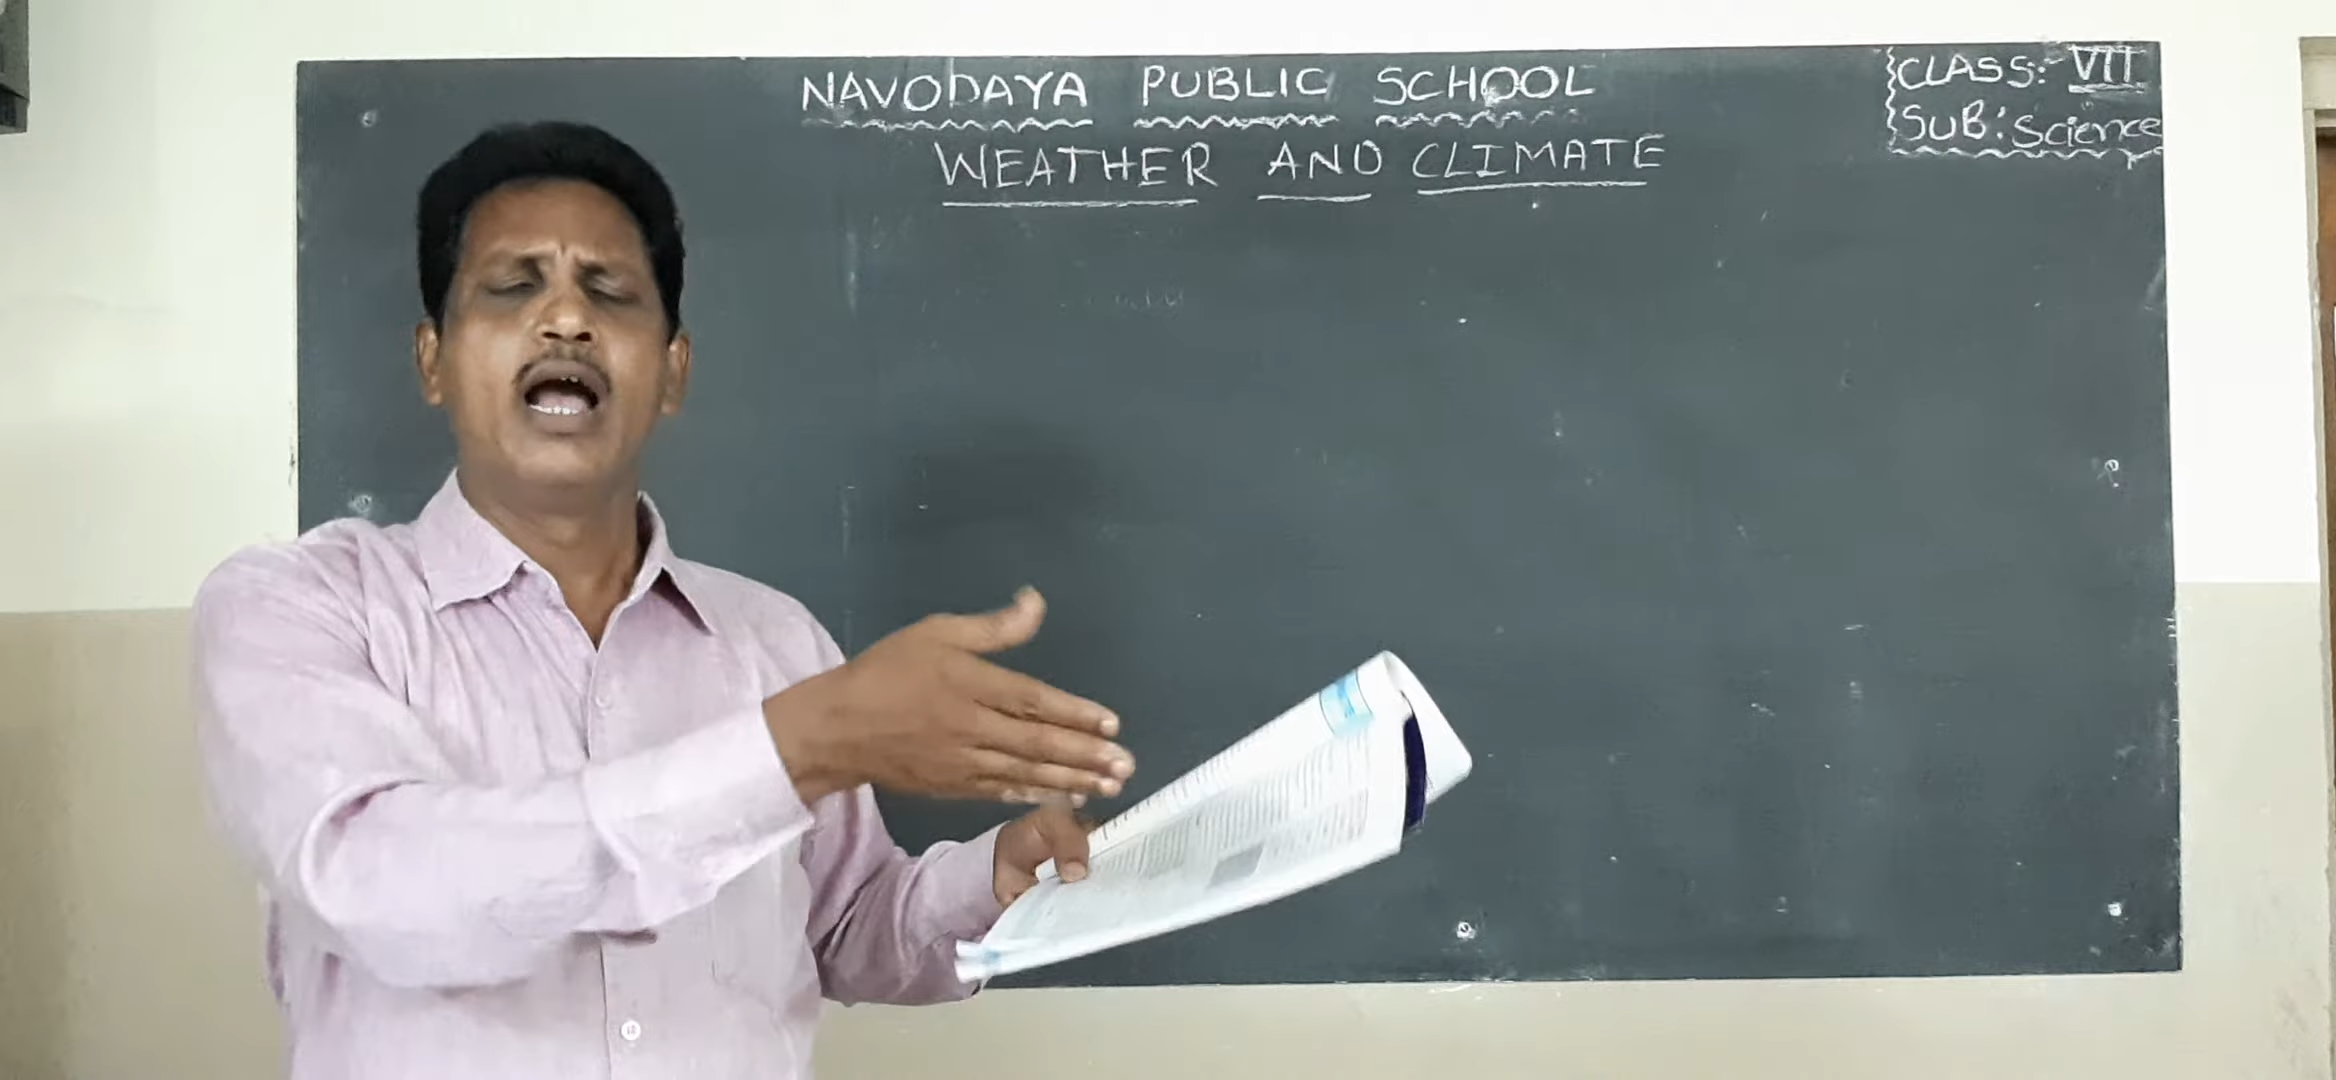 NAVODAYA PUBLIC SCHOOL
WEATHER AND CLIMATE
CLASS:- VII
SUB: Science